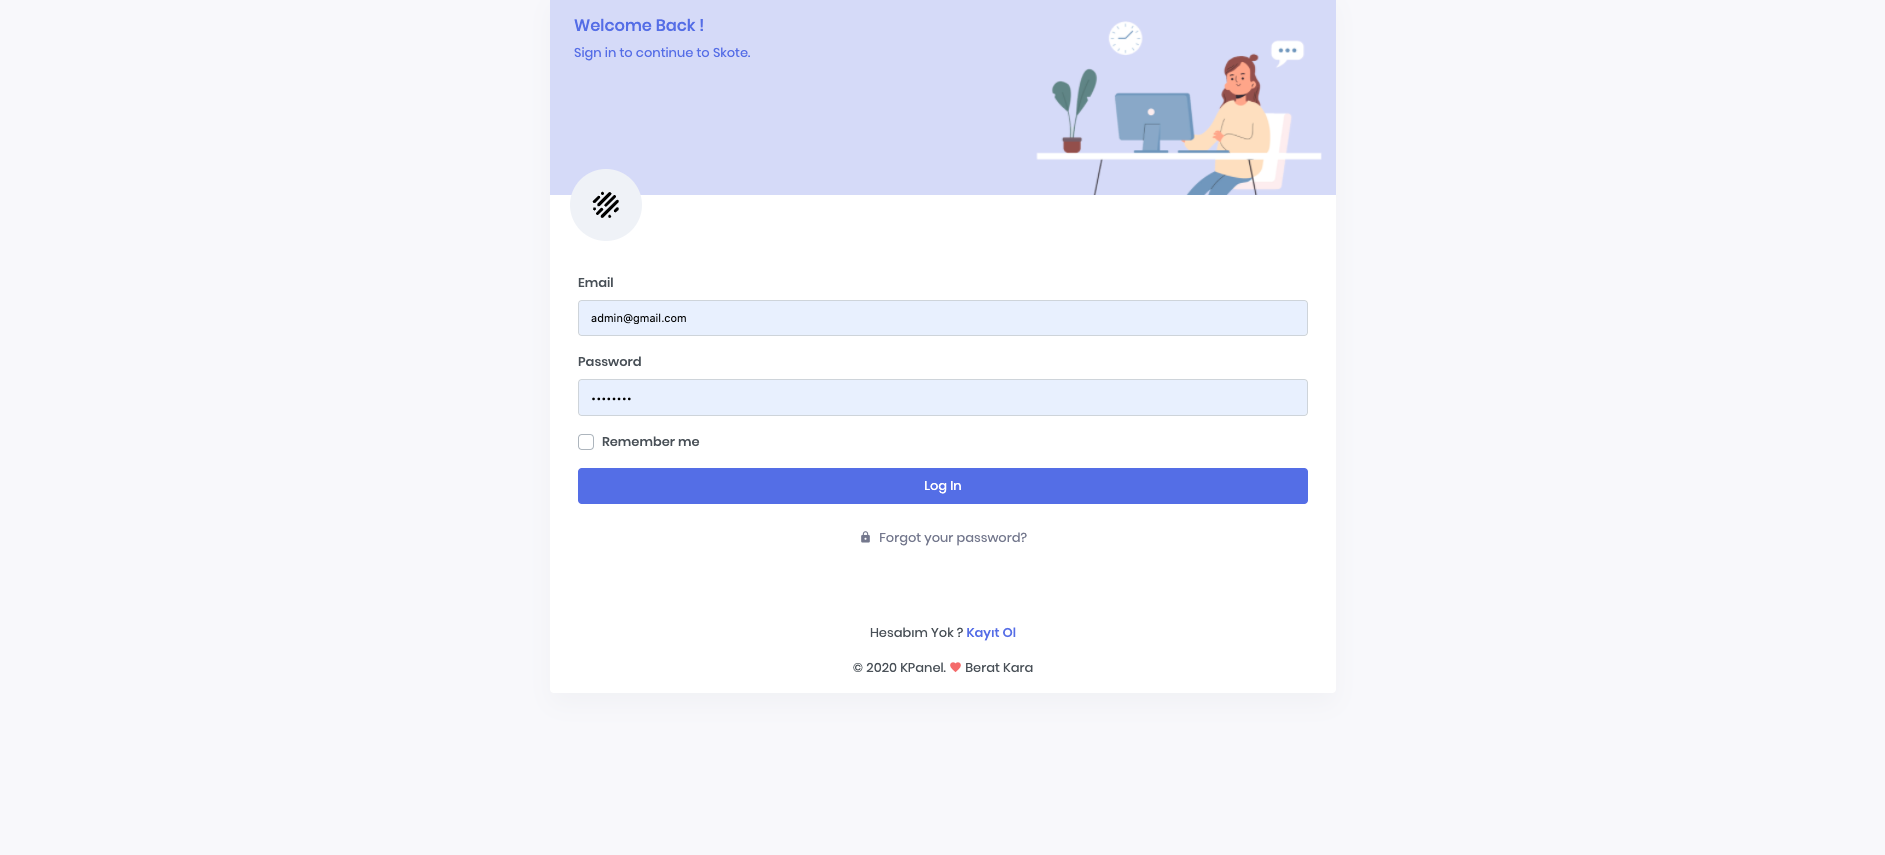 Welcome Back !
Sign in to continue to Skote.
Email
admin@gmail.com
Password
••••••••
Remember me
Log In
Forgot your password?
Hesabım Yok ? Kayıt Ol
© 2020 KPanel. ❤ Berat Kara